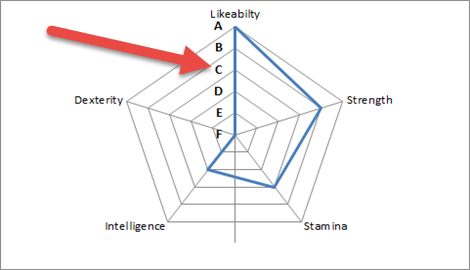 Likeabilty
A
B
C
D
E
F
Dexterity
Strength
Intelligence
Stamina